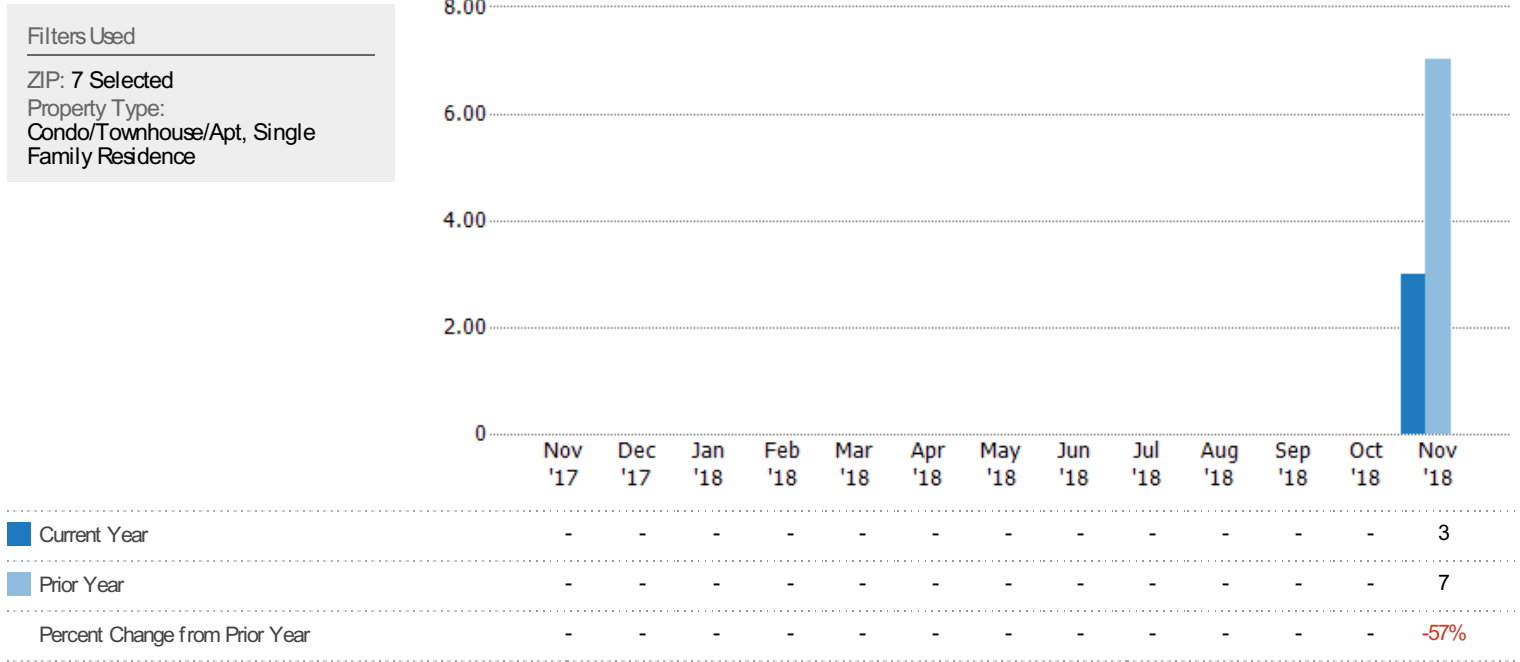 Filters Used
ZIP: 7 Selected
Property Type:
Condo/Townhouse/Apt, Single
Family Residence
8.00
6.00
4.00
2.00
0
Nov Dec Jan Feb Mar Apr May Jun Jul Aug Sep Oct Nov
'17 '17 '18 '18 '18 '18 '18 '18 '18 '18 '18 '18 '18
Current Year - - - - - - - - - - - - 3
Prior Year - - - - - - - - - - - - 7
Percent Change from Prior Year - - - - - - - - - - - - -57%